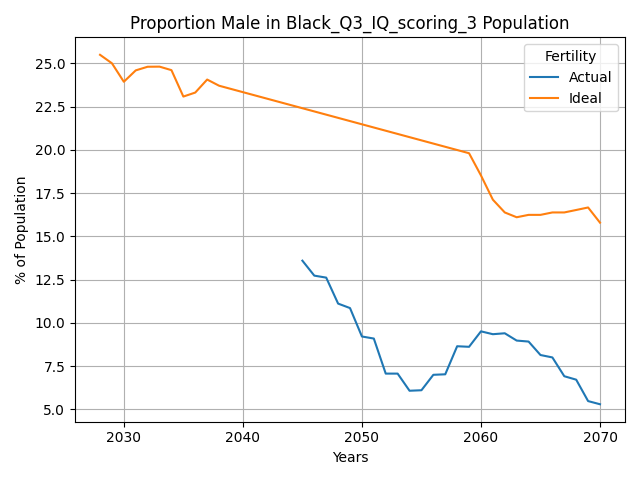 Proportion Male in Black_Q3_IQ_scoring_3 Population
Fertility
Actual
Ideal
% of Population
25.0
22.5
20.0
17.5
15.0
12.5
10.0
7.5
5.0
2030
2040
2050
2060
2070
Years